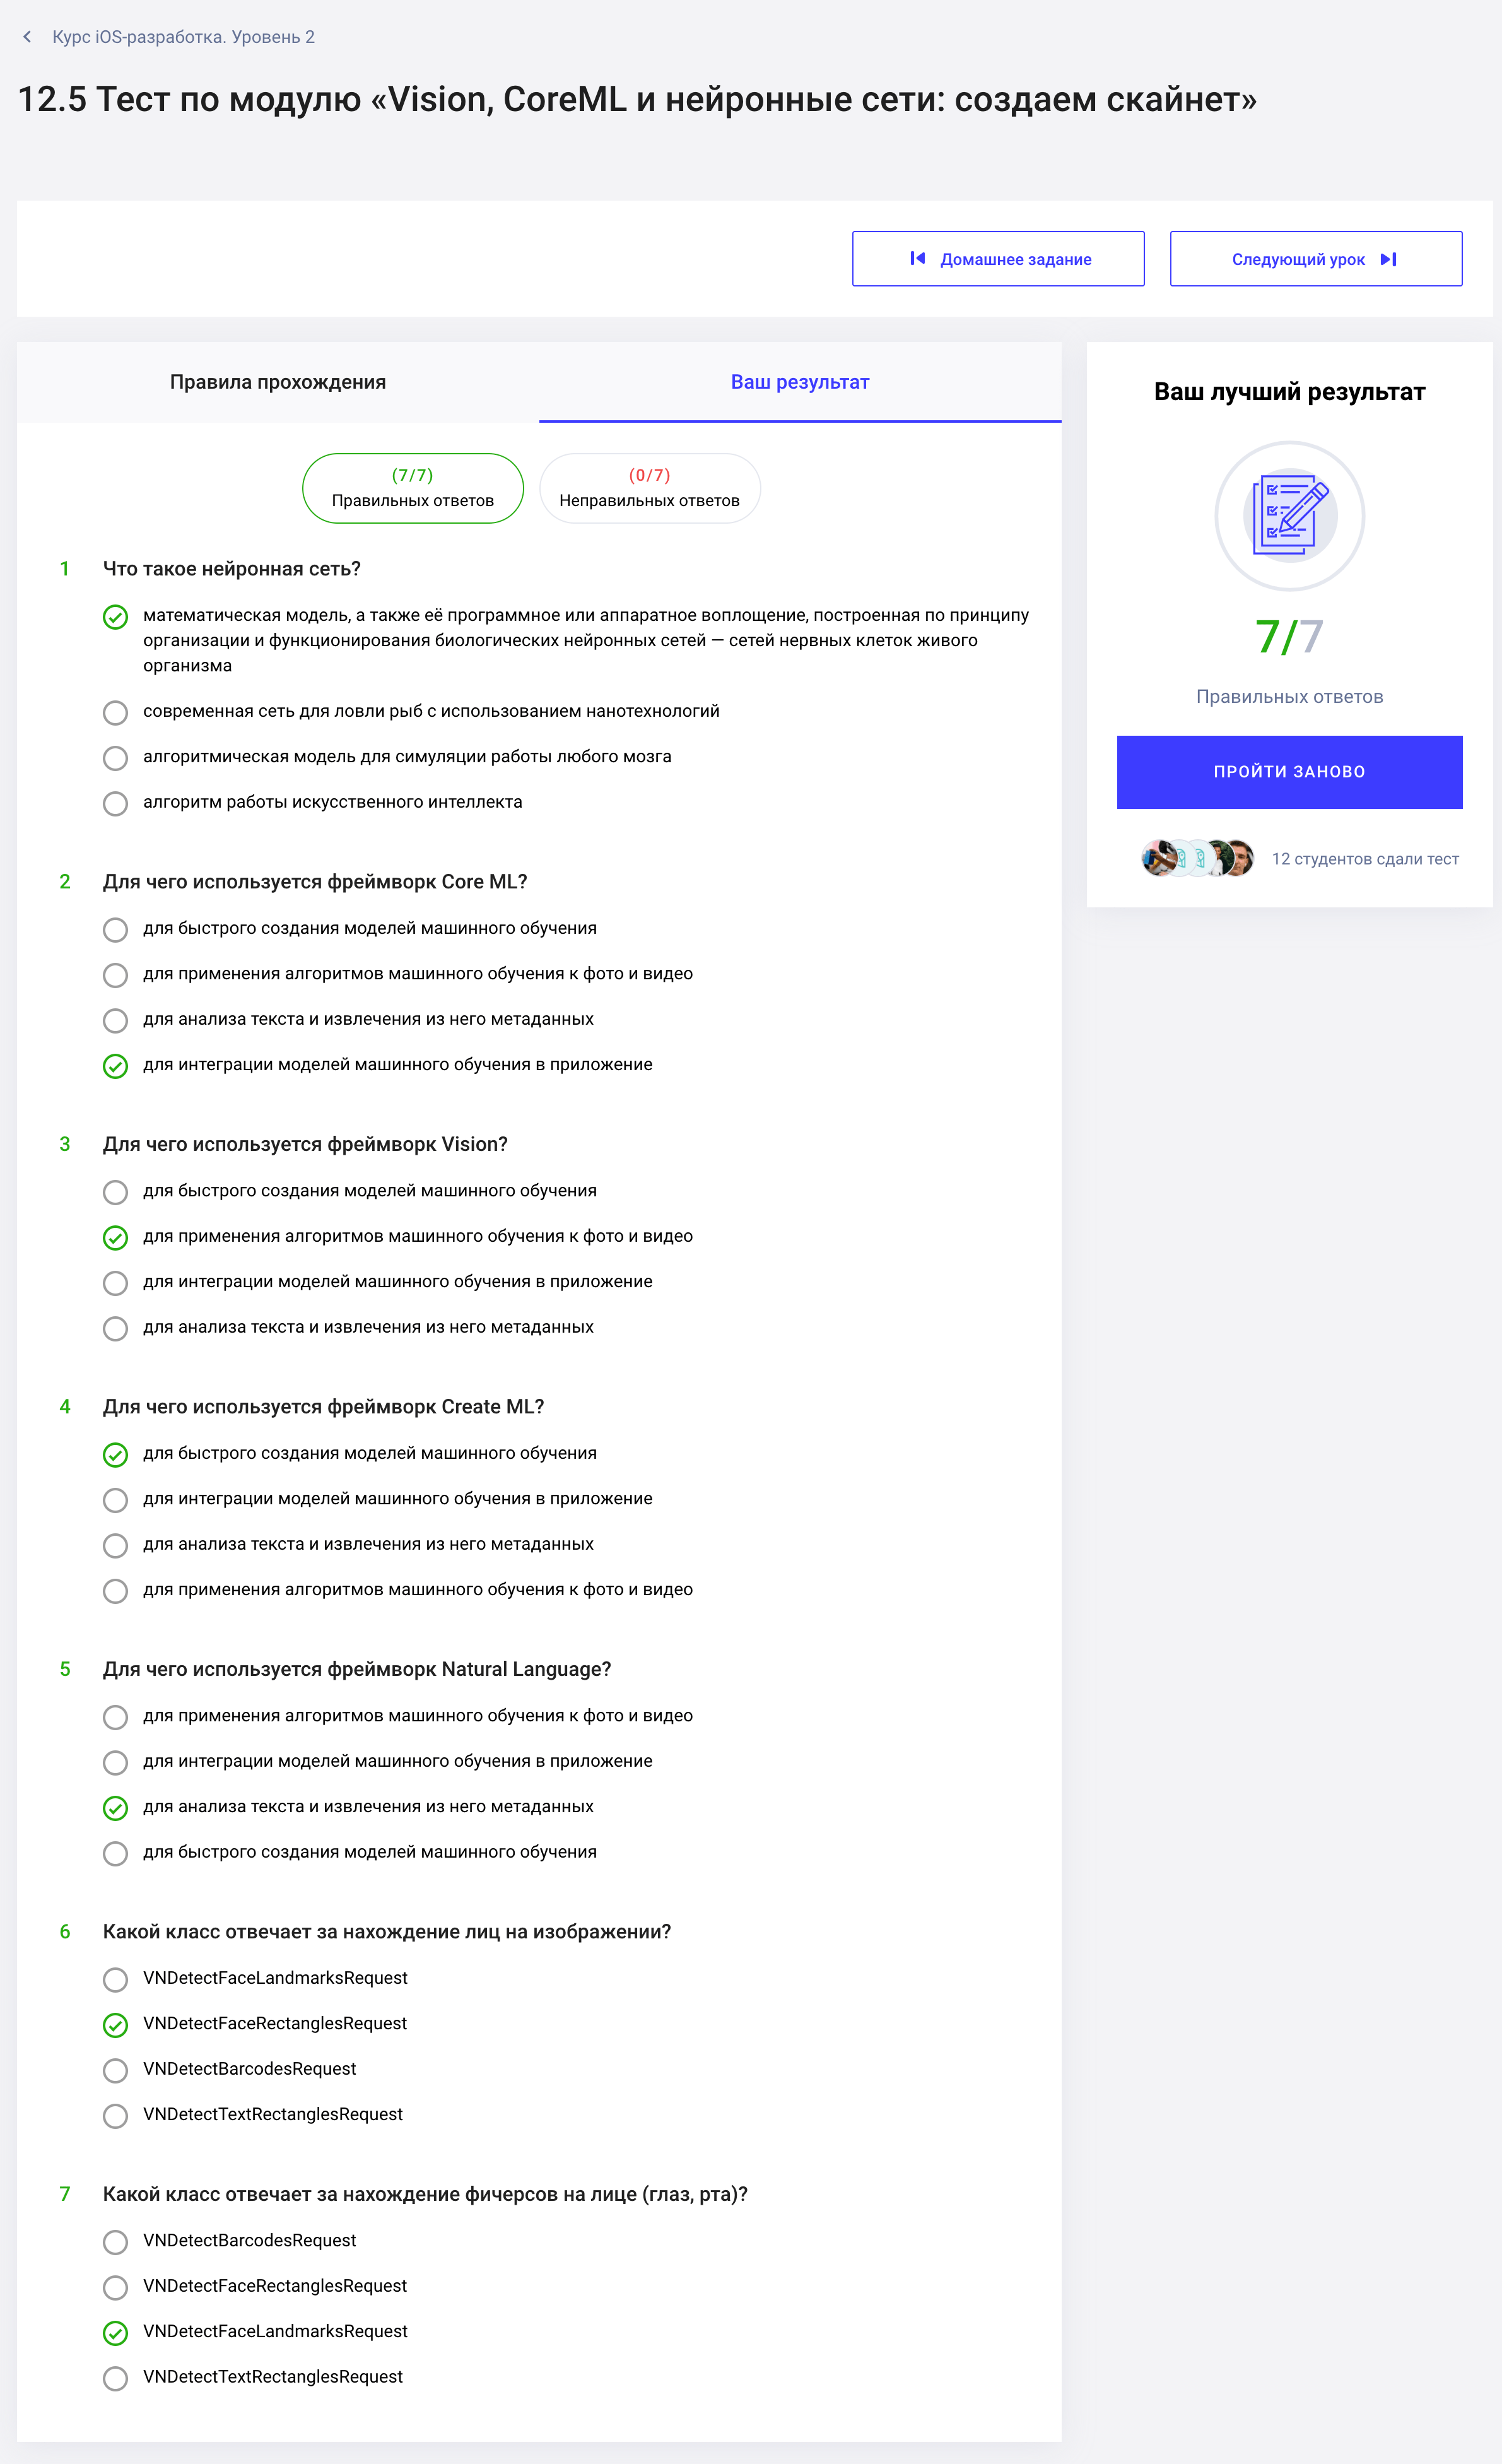 Курс iOS-разработка. Уровень 2
12.5 Тест по модулю «Vision, CoreML и нейронные сети: создаем скайнет»
Домашнее задание
Следующий урок
Правила прохождения
Ваш результат
(7/7)
Правильных ответов
(0/7)
Неправильных ответов
1 Что такое нейронная сеть?
математическая модель, а также её программное или аппаратное воплощение, построенная по принципу
организации и функционирования биологических нейронных сетей — сетей нервных клеток живого
организма
современная сеть для ловли рыб с использованием нанотехнологий
алгоритмическая модель для симуляции работы любого мозга
алгоритм работы искусственного интеллекта
2 Для чего используется фреймворк Core ML?
для быстрого создания моделей машинного обучения
для применения алгоритмов машинного обучения к фото и видео
для анализа текста и извлечения из него метаданных
для интеграции моделей машинного обучения в приложение
3 Для чего используется фреймворк Vision?
для быстрого создания моделей машинного обучения
для применения алгоритмов машинного обучения к фото и видео
для интеграции моделей машинного обучения в приложение
для анализа текста и извлечения из него метаданных
4 Для чего используется фреймворк Create ML?
для быстрого создания моделей машинного обучения
для интеграции моделей машинного обучения в приложение
для анализа текста и извлечения из него метаданных
для применения алгоритмов машинного обучения к фото и видео
5 Для чего используется фреймворк Natural Language?
для применения алгоритмов машинного обучения к фото и видео
для интеграции моделей машинного обучения в приложение
для анализа текста и извлечения из него метаданных
для быстрого создания моделей машинного обучения
6 Какой класс отвечает за нахождение лиц на изображении?
VNDetectFaceLandmarksRequest
VNDetectFaceRectanglesRequest
VNDetectBarcodesRequest
VNDetectTextRectanglesRequest
7 Какой класс отвечает за нахождение фичерсов на лице (глаз, рта)?
VNDetectBarcodesRequest
VNDetectFaceRectanglesRequest
VNDetectFaceLandmarksRequest
VNDetectTextRectanglesRequest
Ваш лучший результат
7/7
Правильных ответов
ПРОЙТИ ЗАНОВО
12 студентов сдали тест